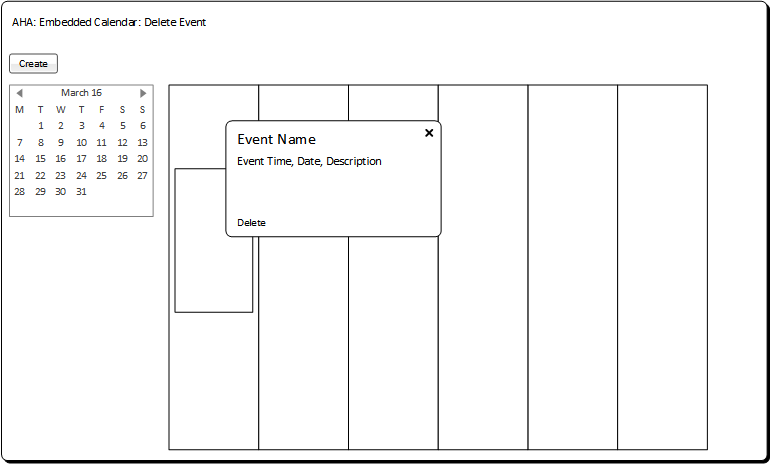 AHA: Embedded Calendar: Delete Event
Create
March 16
M T W T F S S
1 2 3 4 5 6
7 8 9 10 11 12 13
14 15 16 17 18 19 20
21 22 23 24 25 26 27
28 29 30 31
Event Name
Event Time, Date, Description
Delete